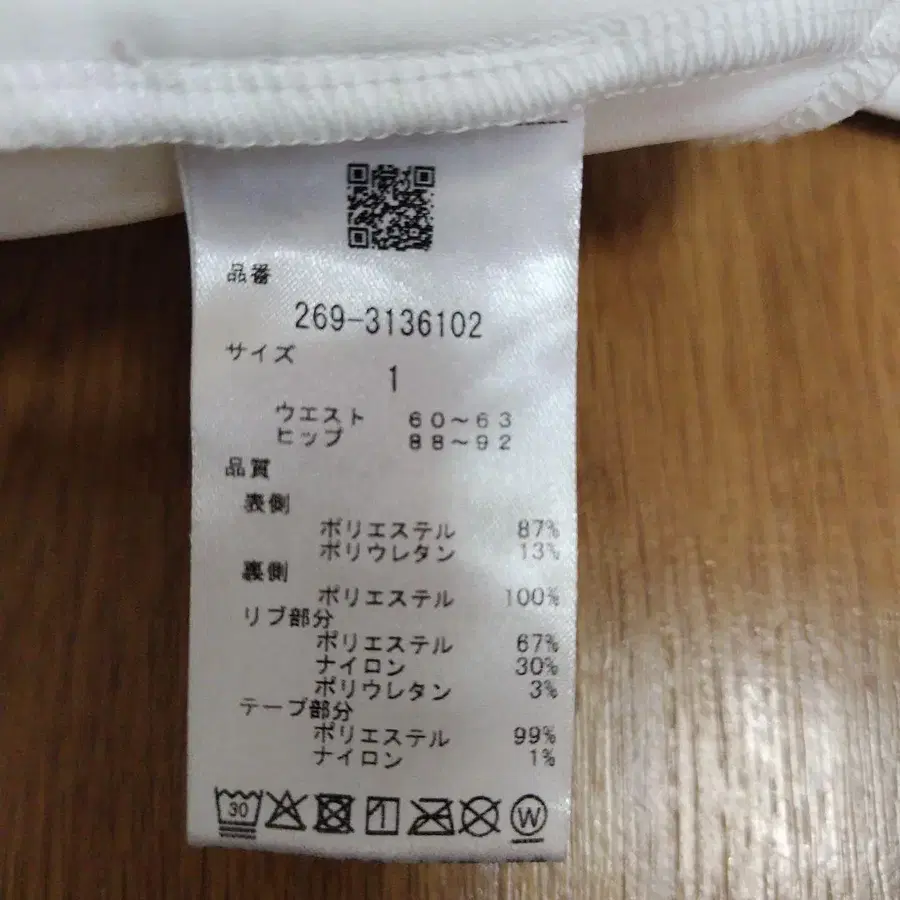 品番
269-3136102
サイズ
1
ウエスト 60~63
ヒップ 88~92
品質
表側
ポリエステル 87%
ポリウレタン 13%
裏側
ポリエステル 100%
リブ部分
ポリエステル 67%
ナイロン 30%
ポリウレタン 3%
テープ部分
ポリエステル 99%
ナイロン 1%
30
W